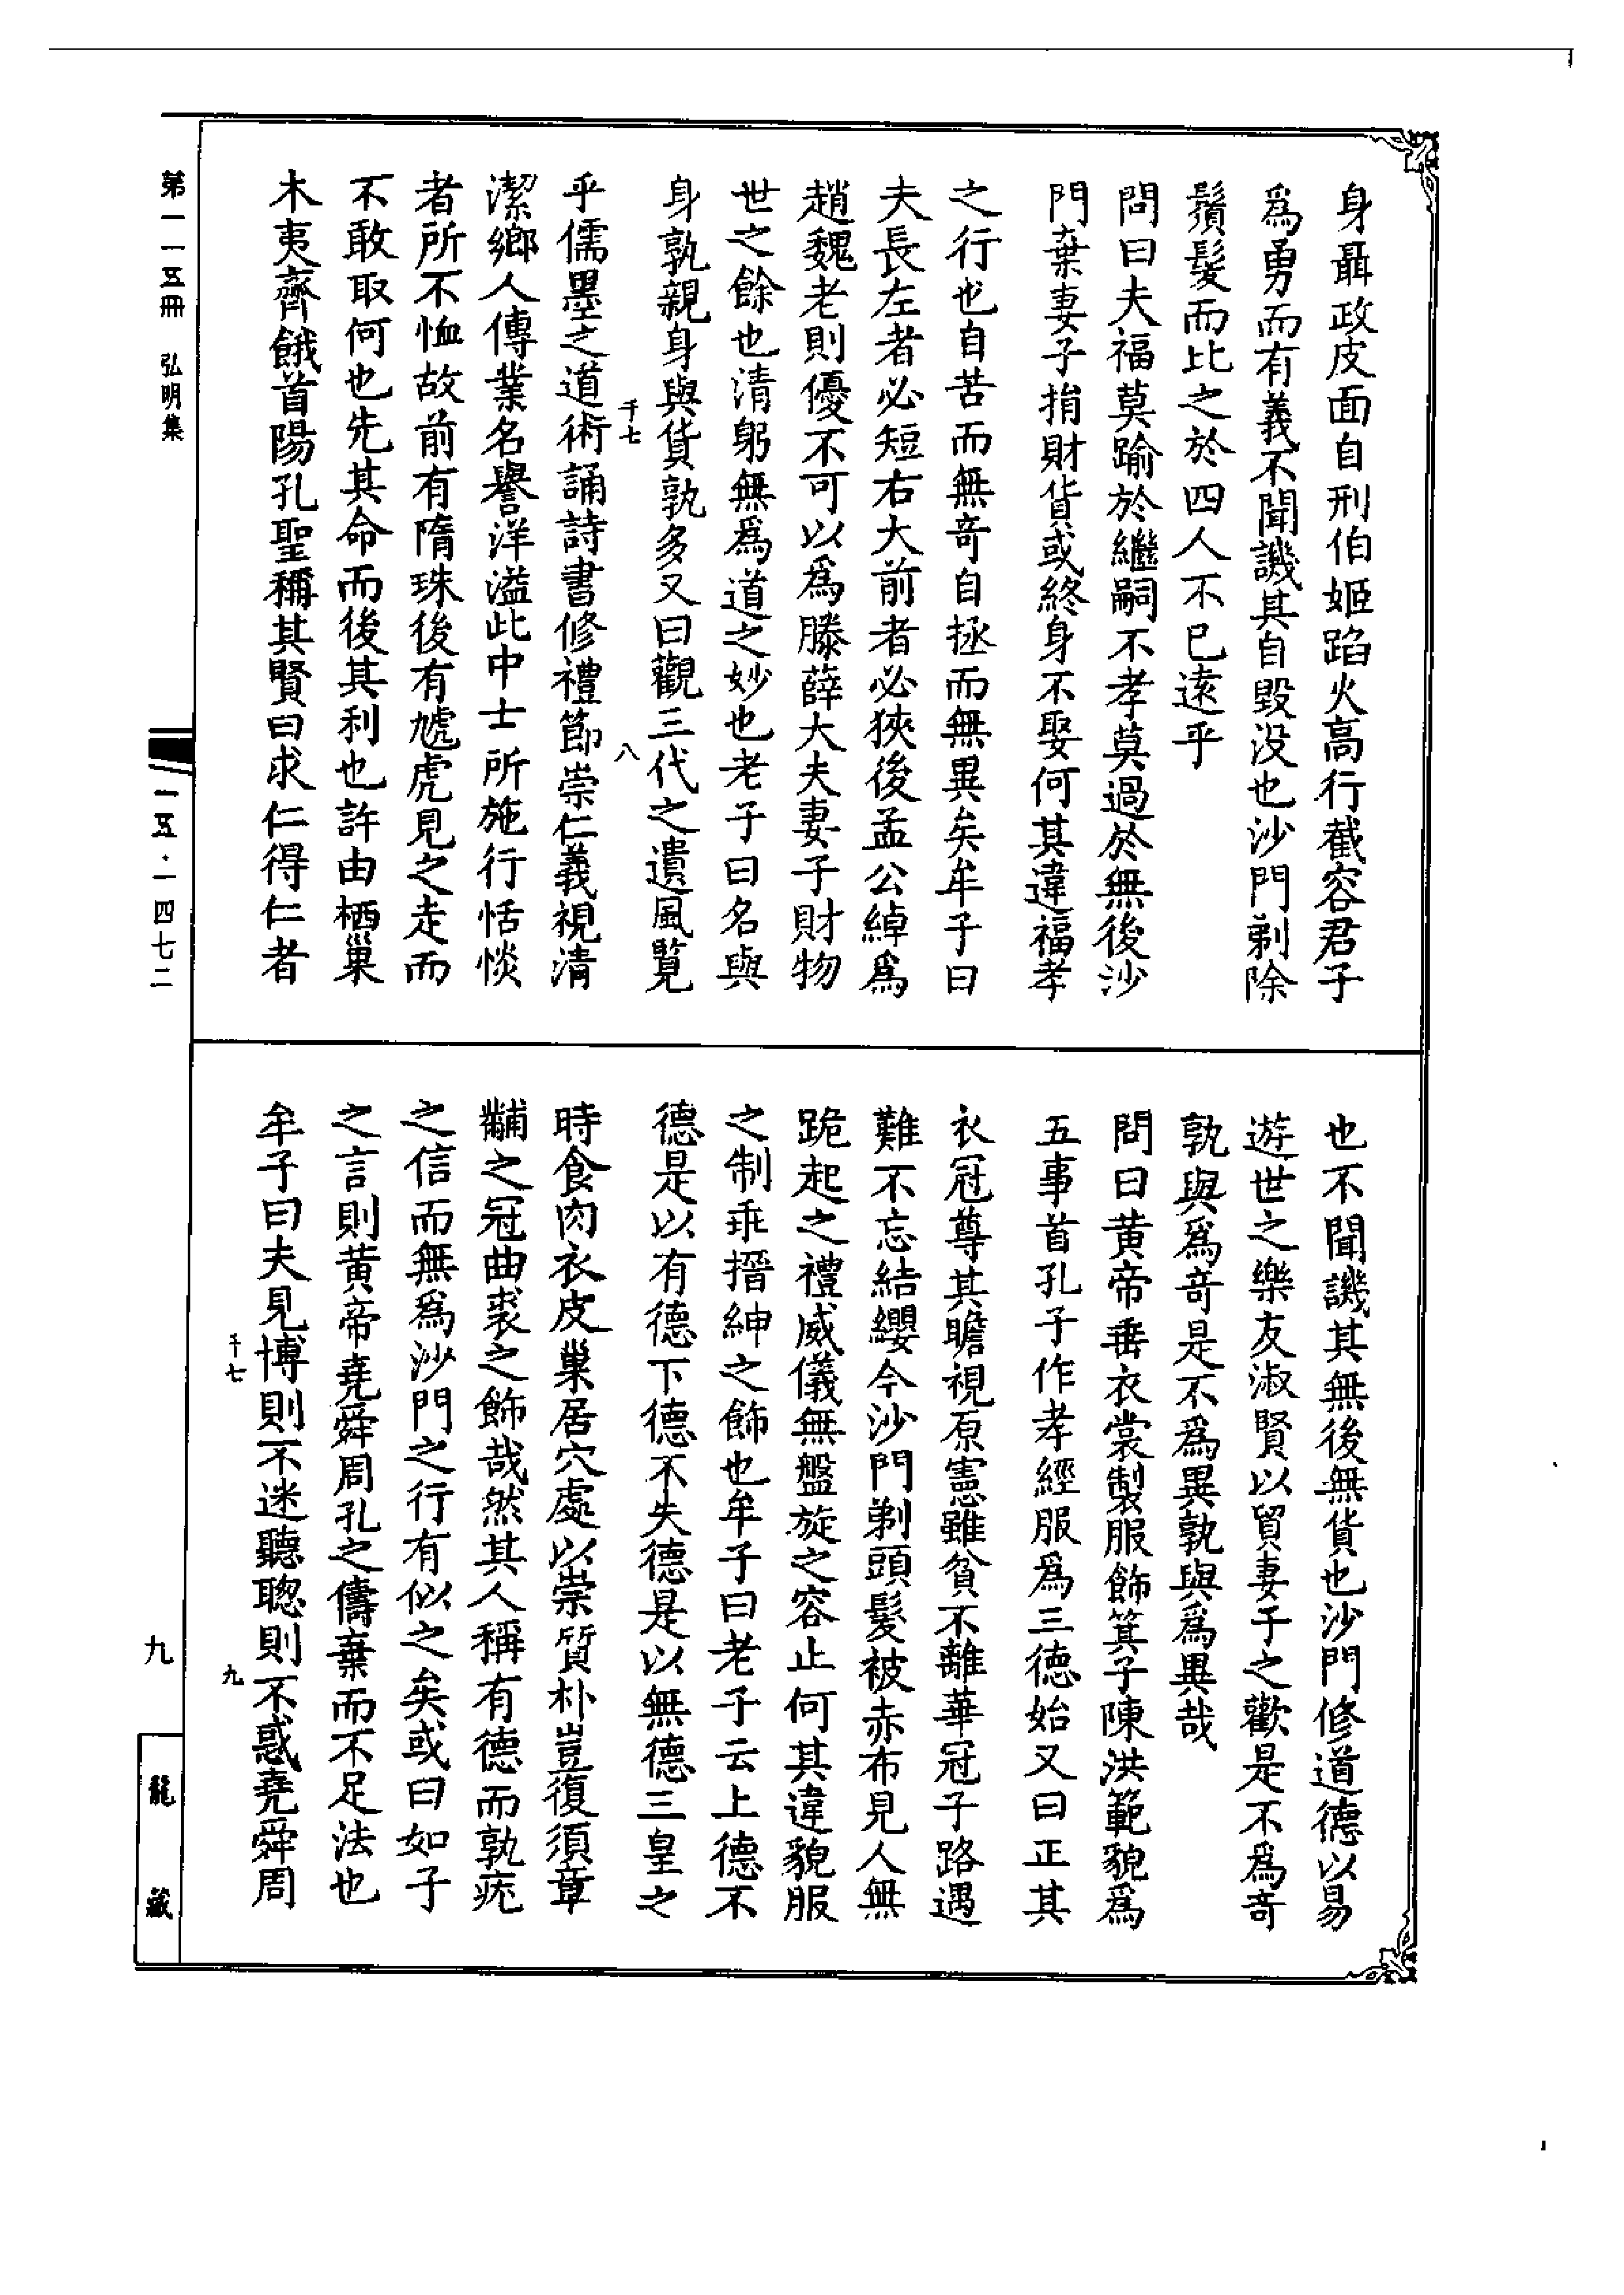 身聶政皮面自刑伯姬蹈火高行截容君子
爲勇而有義不聞譏其自毀没也沙門剃除
鬚髮而比之於四人不已遠乎
問曰夫福莫踰於繼嗣不孝莫過於無後沙
門棄妻子捐財貨或終身不娶何其違福孝
之行也自苦而無竒自拯而無異矣牟子曰
夫長左者必短右大前者必狹後孟公綽爲
趙魏老則優不可以爲滕薛大夫妻子財物
世之餘也清躬無爲道之妙也老子曰名與
身孰親身與貨孰多又曰觀三代之遺風覽
千七
八
乎儒墨之道術誦詩書修禮節崇仁義視清
潔鄉人傳業名譽洋溢此中士所施行恬惔
者所不恤故前有隋珠後有虓虎見之走而
不敢取何也先其命而後其利也許由栖巢
木夷齊餓首陽孔聖稱其賢曰求仁得仁者
也不聞譏其無後無貨也沙門修道德以易
遊世之樂友淑賢以貿妻子之歡是不爲竒
孰與爲竒是不爲異孰與爲異哉
問曰黄帝垂衣裳製服飾箕子陳洪範貌爲
五事首孔子作孝經服爲三德始又曰正其
衣冠尊其瞻視原憲雖貧不離華冠子路遇
難不忘結纓今沙門剃頭髮被赤布見人無
跪起之禮威儀無盤旋之容止何其違貌服
之制乖搢紳之飾也牟子曰老子云上德不
德是以有德下德不失德是以無德三皇之
時食肉衣皮巢居穴處以崇質朴豈復須章
黼之冠曲裘之飾哉然其人稱有德而孰疣
之信而無爲沙門之行有似之矣或曰如子
之言則黄帝堯舜周孔之儔棄而不足法也
牟子曰夫見博則不迷聽聰則不惑堯舜周
千七
九
第一一五冊 弘明集
一一五·一四七二
九
龍藏